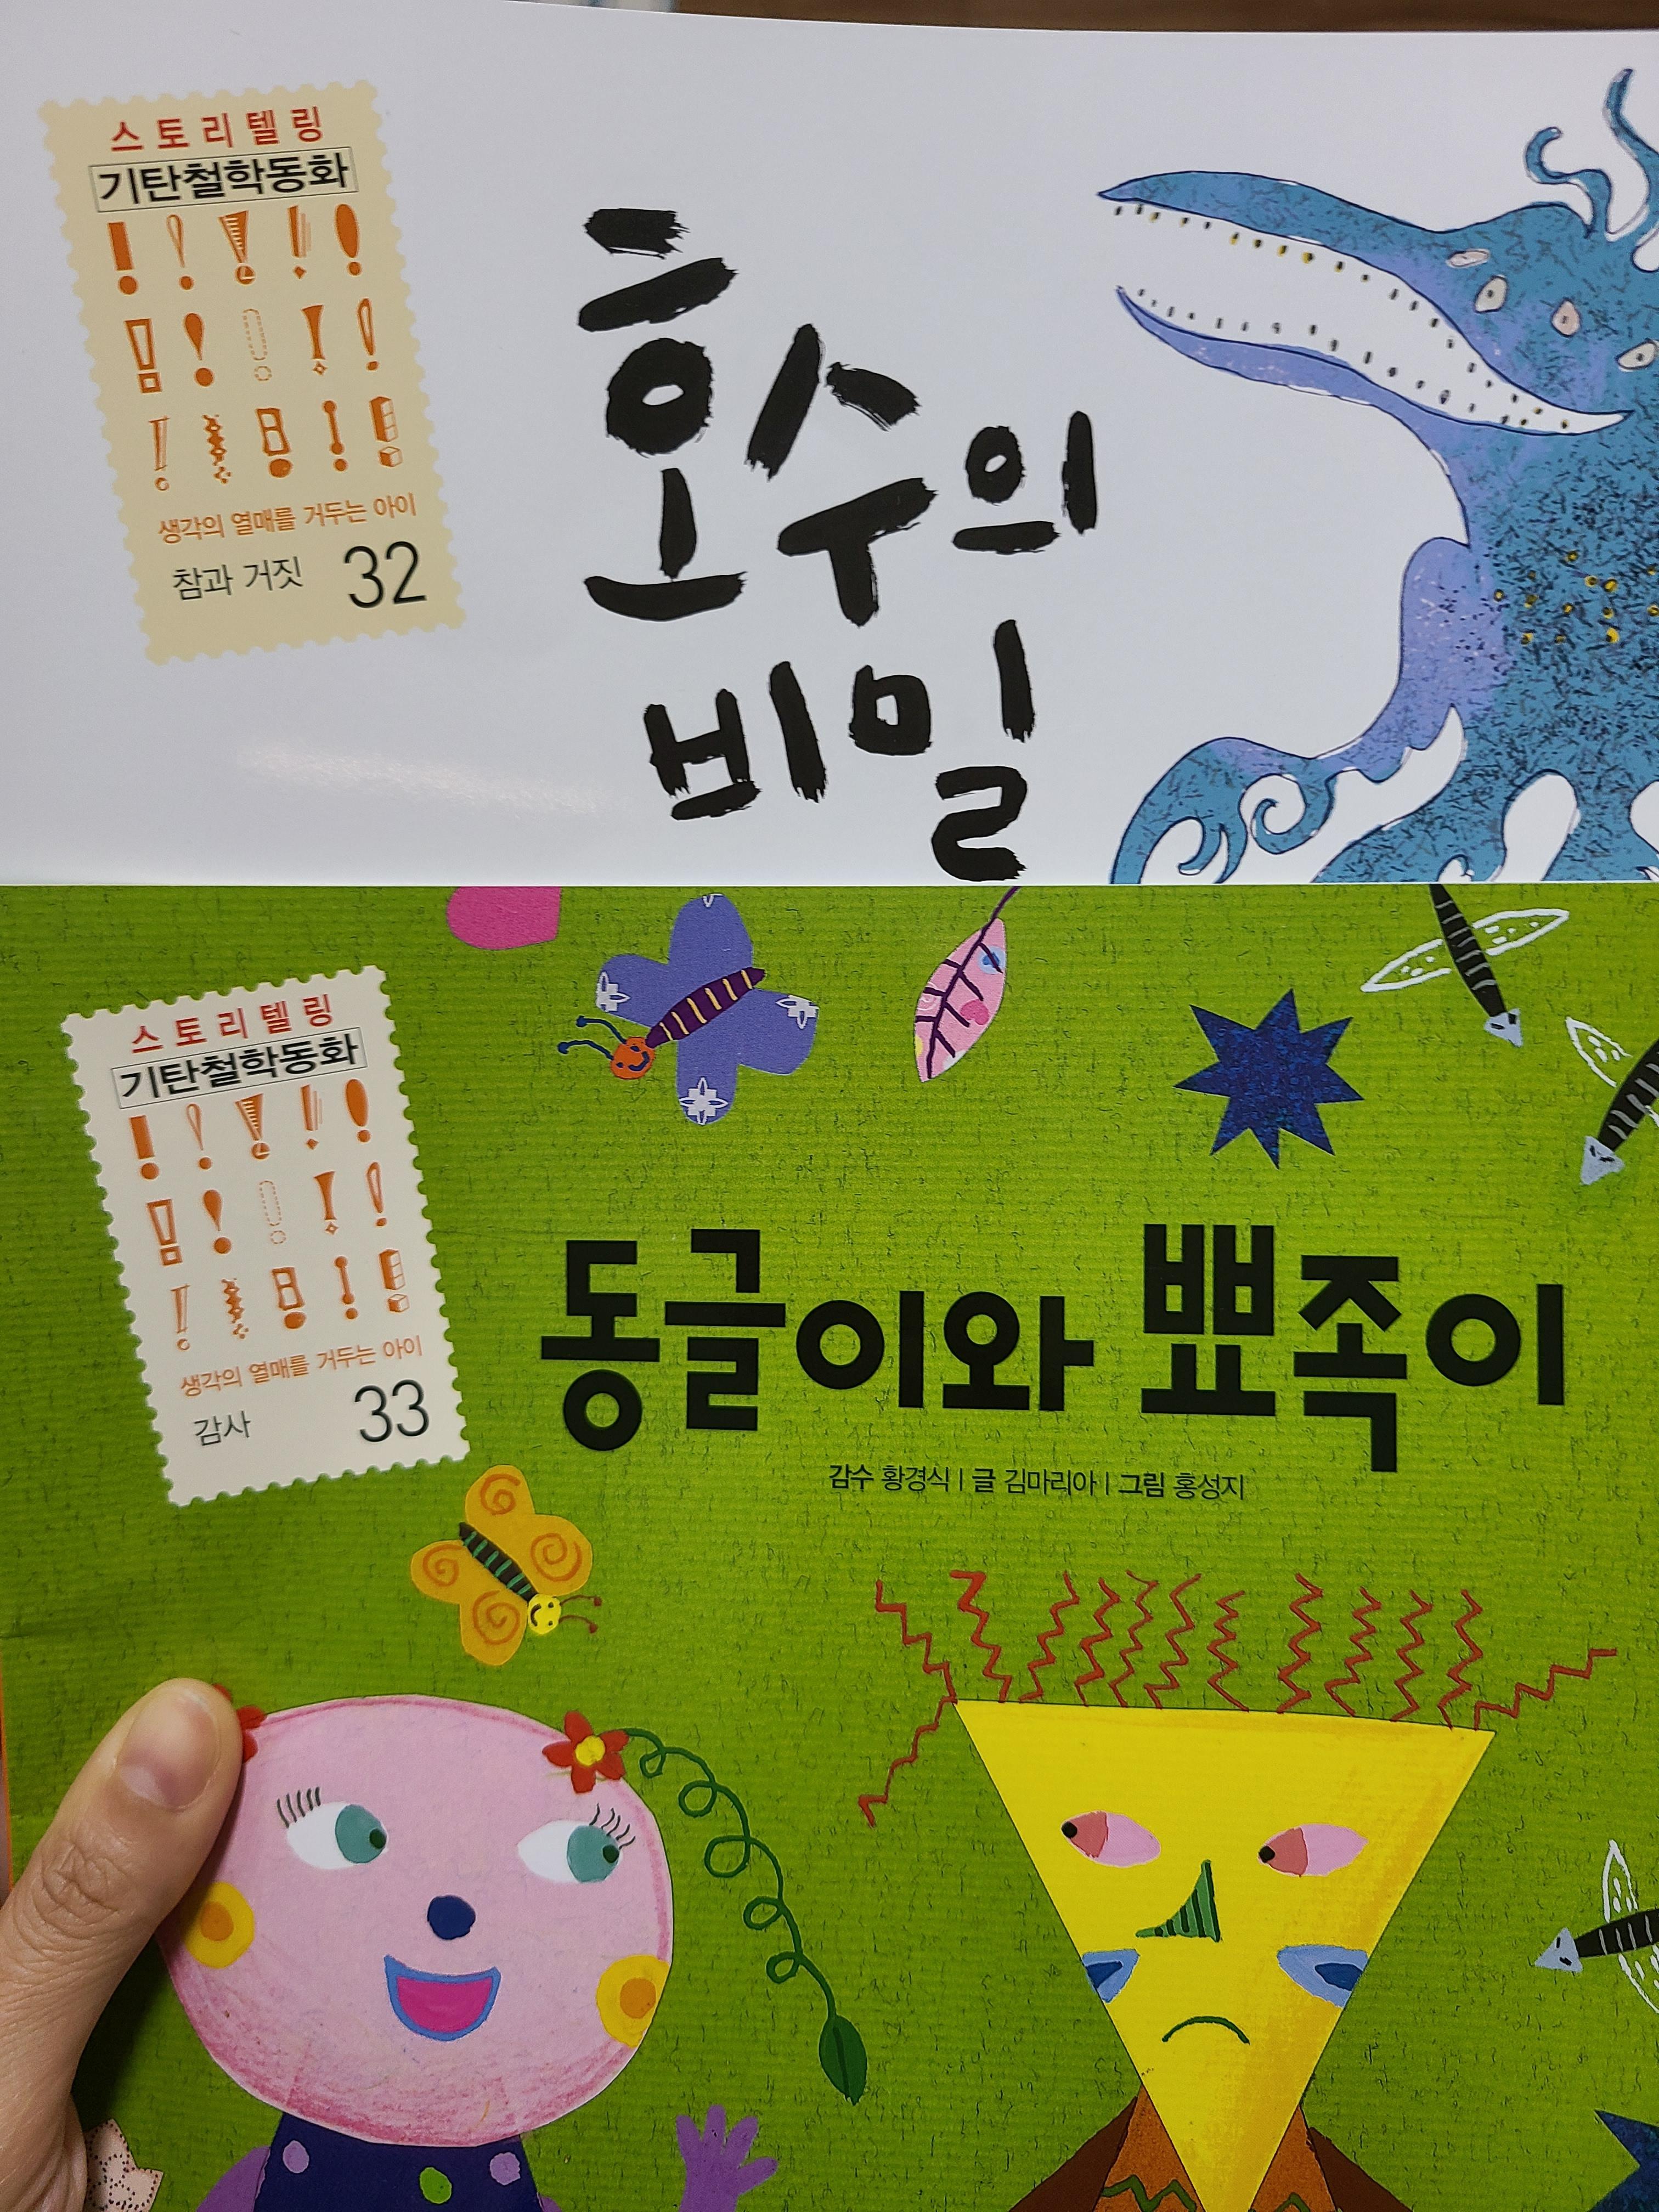 스토리텔링
기탄철학동화
생각의 열매를 거두는 아이
참과 거짓 32
호수의
비밀
스토리텔링
기탄철학동화
생각의 열매를 거두는 아이
감사 33
동글이와 뾰족이
감수 황경식 | 글 김마리아 | 그림 홍성지